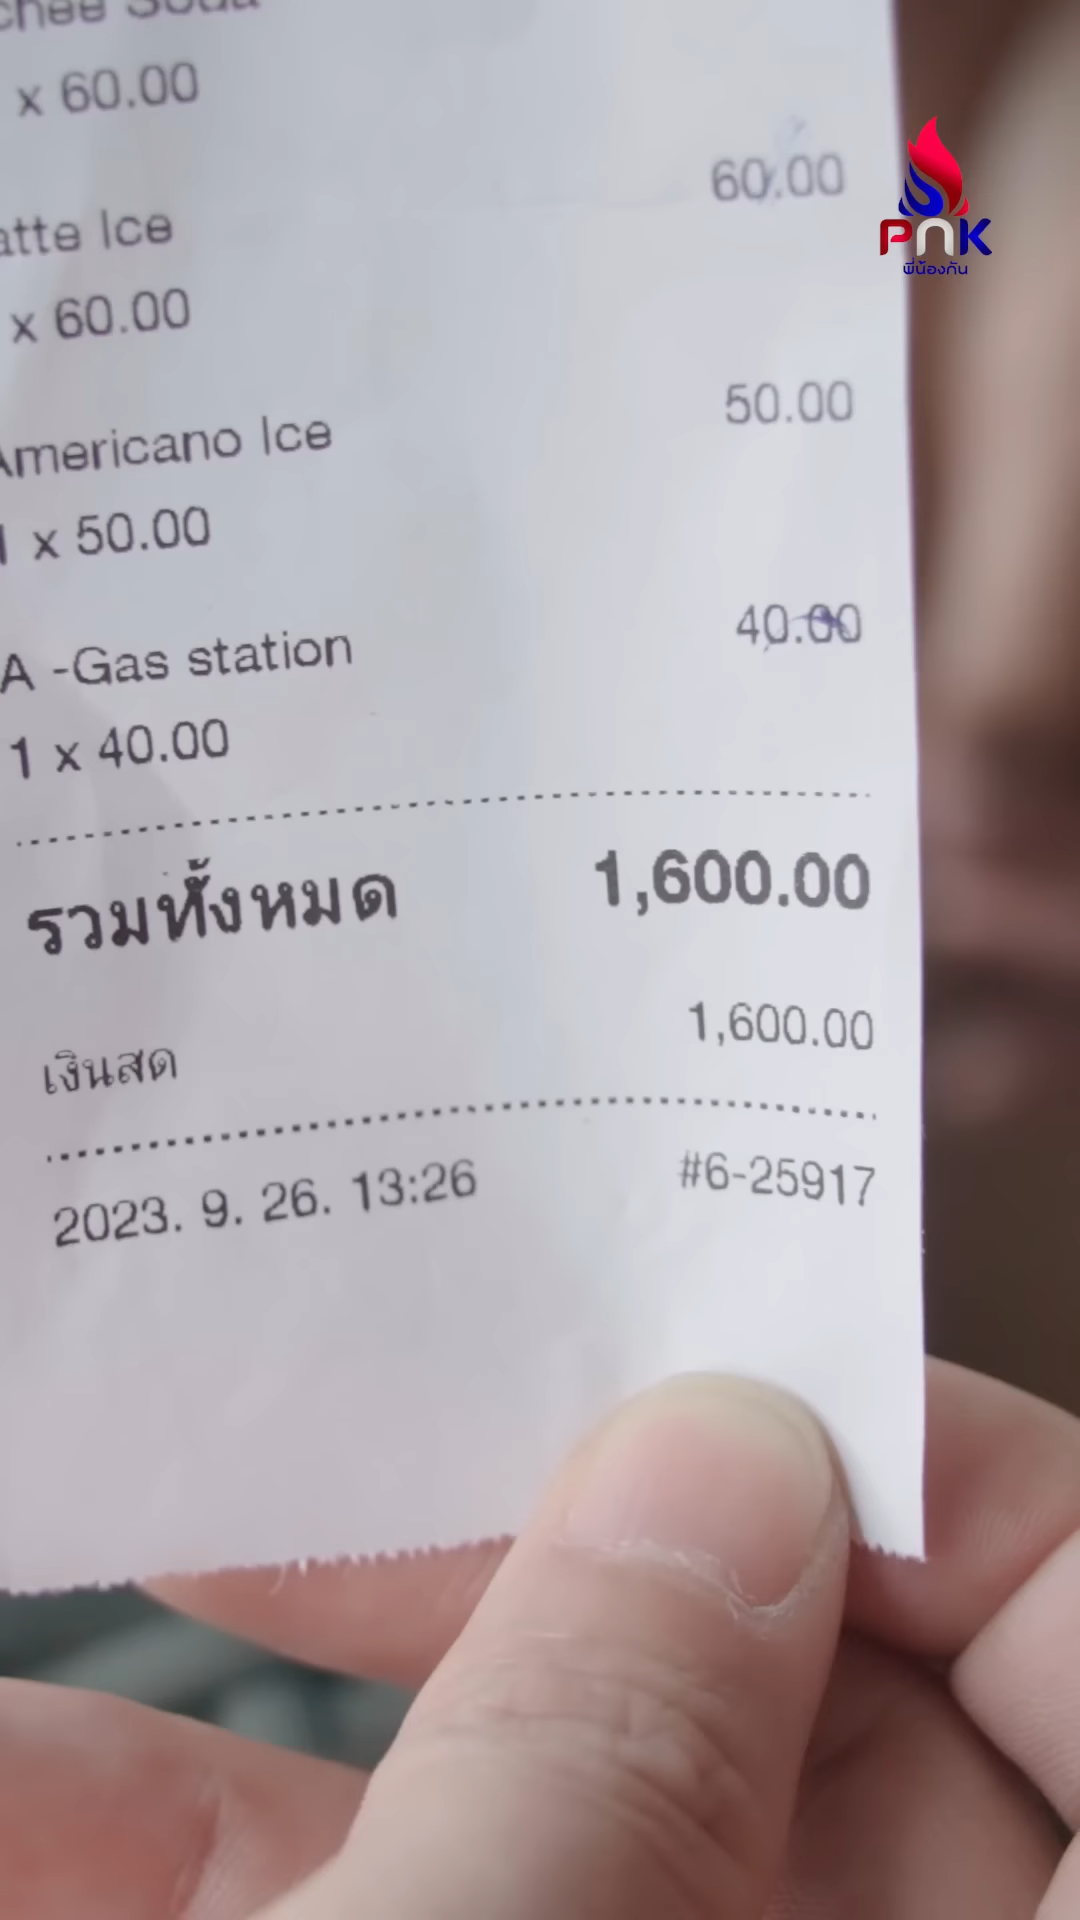 Soda
x 60.00
60.00
atte Ice
x 60.00
50.00
Americano Ice
1 x 50.00
40.00
A -Gas station
1 x 40.00
รวมทั้งหมด 1,600.00
เงินสด 1,600.00
2023. 9. 26. 13:26 #6-25917
PNK
พี่น้องกัน